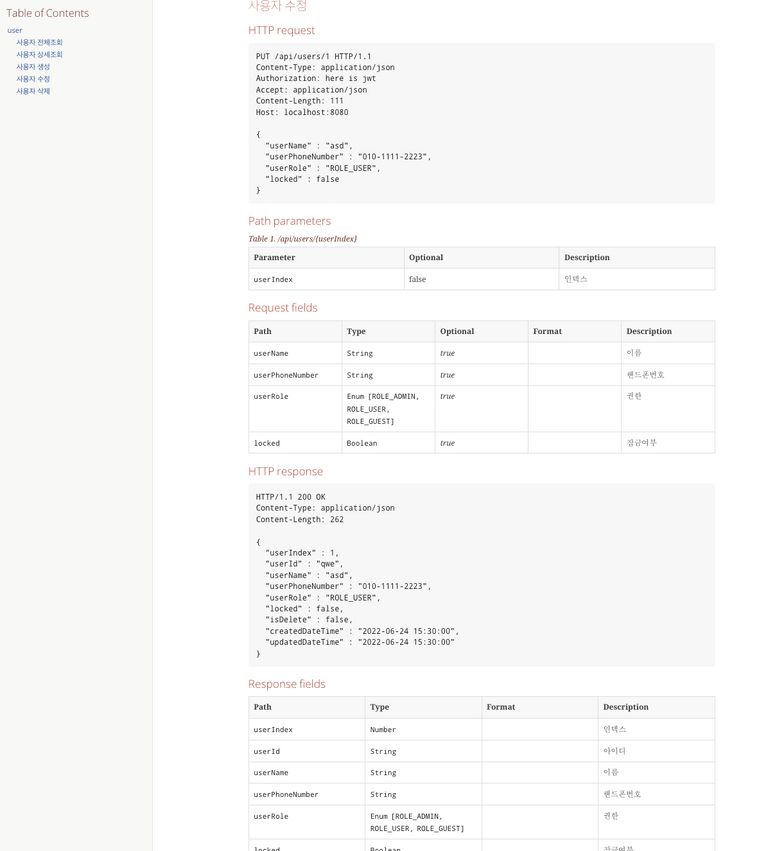 Table of Contents
user
사용자 전체조회
사용자 상세조회
사용자 생성
사용자 수정
사용자 삭제
사용자 수정
HTTP request
PUT /api/users/1 HTTP/1.1
Content-Type: application/json
Authorization: here is jwt
Accept: application/json
Content-Length: 111
Host: localhost:8080
{
"userName" : "asd",
"userPhoneNumber" : "010-1111-2223",
"userRole" : "ROLE_USER",
"locked" : false
}
Path parameters
Table 1. /api/users/{userIndex}
Parameter Optional Description
userIndex false 인덱스
Request fields
Path Type Optional Format Description
userName String true 이름
userPhoneNumber String true 핸드폰번호
userRole Enum [ROLE_ADMIN, true 권한
ROLE_USER,
ROLE_GUEST]
locked Boolean true 잠금여부
HTTP response
HTTP/1.1 200 OK
Content-Type: application/json
Content-Length: 262
{
"userIndex" : 1,
"userId" : "qwe",
"userName" : "asd",
"userPhoneNumber" : "010-1111-2223",
"userRole" : "ROLE_USER",
"locked" : false,
"isDelete" : false,
"createdDateTime" : "2022-06-24 15:30:00",
"updatedDateTime" : "2022-06-24 15:30:00"
}
Response fields
Path Type Format Description
userIndex Number 인덱스
userId String 아이디
userName String 이름
userPhoneNumber String 핸드폰번호
userRole Enum [ROLE_ADMIN, 권한
ROLE_USER, ROLE_GUEST]
locked Boolean 잠금여부